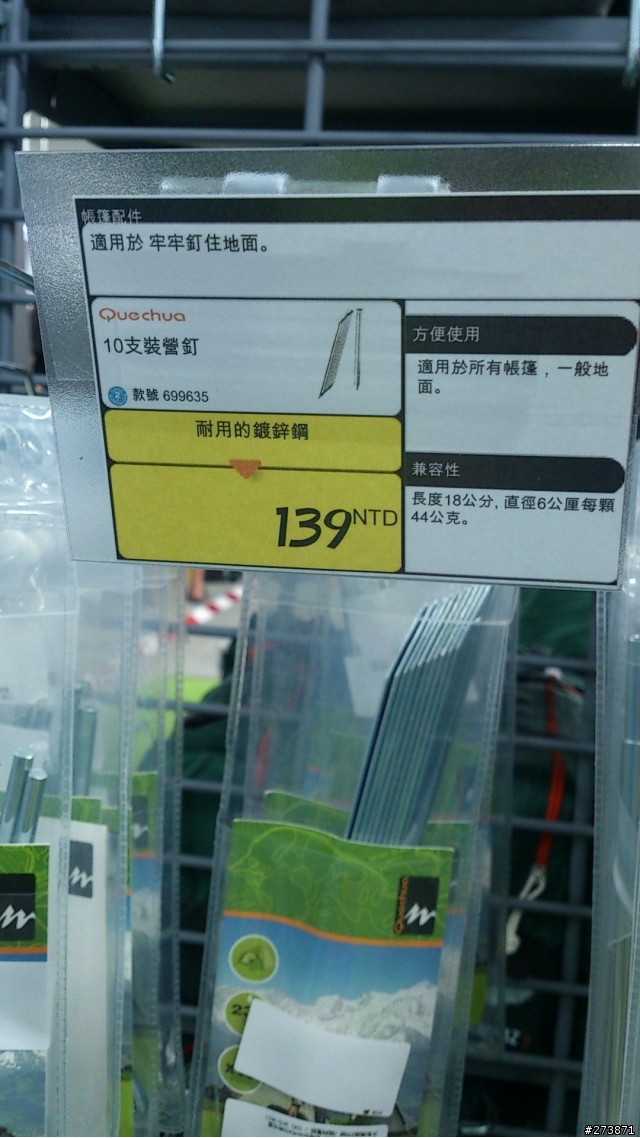 帳篷配件
適用於 牢牢釘住地面。
Quechua
10支裝營釘
款號 699635
耐用的鍍鋅鋼
139NTD
方便使用
適用於所有帳篷，一般地
面。
兼容性
長度18公分, 直徑6公厘每顆
44公克。
Quechua
#273871